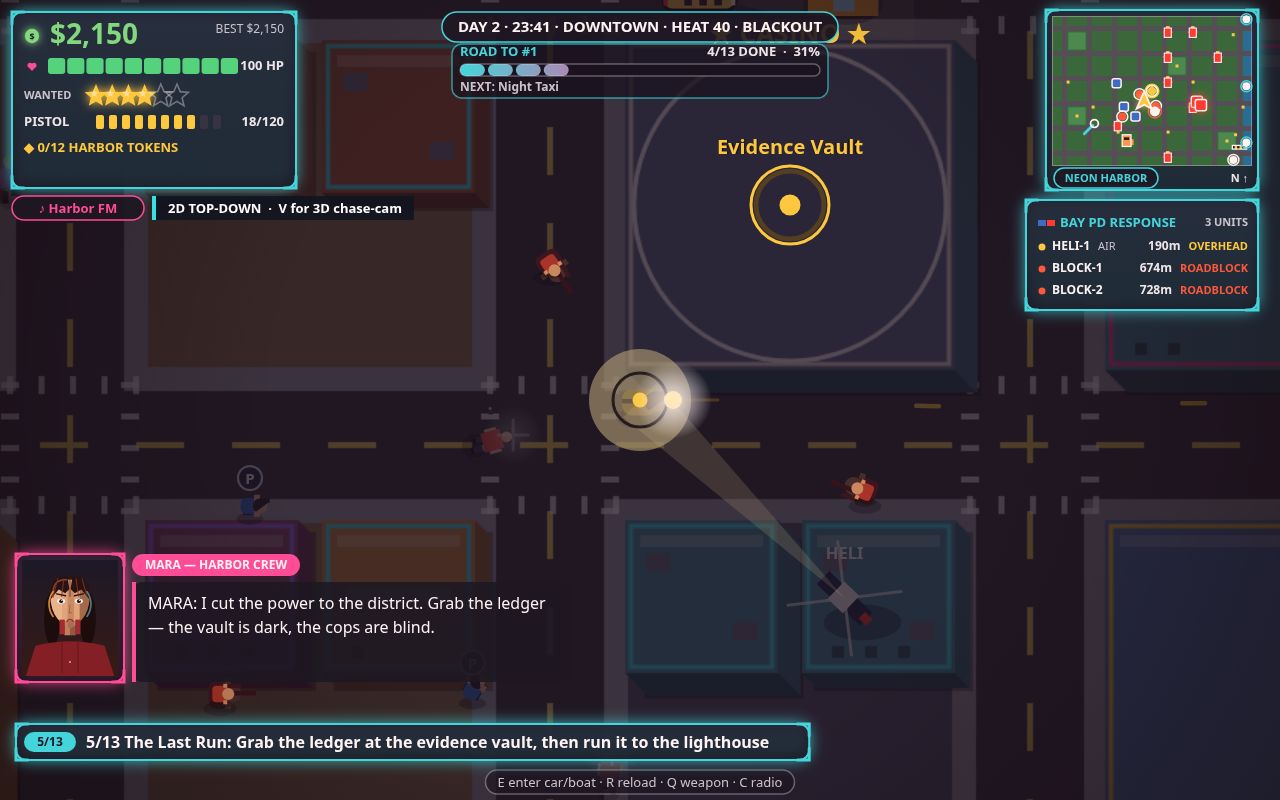 $2,150
BEST $2,150
100 HP
WANTED
PISTOL
18/120
0/12 HARBOR TOKENS
♪ Harbor FM
2D TOP-DOWN · V for 3D chase-cam
DAY 2 · 23:41 · DOWNTOWN · HEAT 40 · BLACKOUT
ROAD TO #1
4/13 DONE · 31%
NEXT: Night Taxi
NEON HARBOR
N ↑
BAY PD RESPONSE
3 UNITS
HELI-1 AIR 190m OVERHEAD
BLOCK-1 674m ROADBLOCK
BLOCK-2 728m ROADBLOCK
Evidence Vault
P
HELI
MARA — HARBOR CREW
MARA: I cut the power to the district. Grab the ledger
— the vault is dark, the cops are blind.
P
5/13
5/13 The Last Run: Grab the ledger at the evidence vault, then run it to the lighthouse
E enter car/boat · R reload · Q weapon · C radio